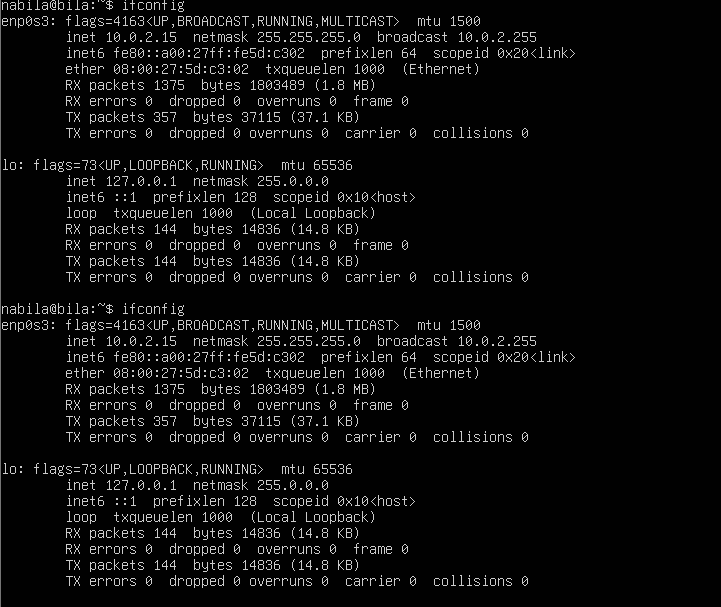 nabila@bila:~$ ifconfig
enp0s3: flags=4163<UP,BROADCAST,RUNNING,MULTICAST>  mtu 1500
        inet 10.0.2.15  netmask 255.255.255.0  broadcast 10.0.2.255
        inet6 fe80::a00:27ff:fe5d:c302  prefixlen 64  scopeid 0x20<link>
        ether 08:00:27:5d:c3:02  txqueuelen 1000  (Ethernet)
        RX packets 1375  bytes 1803489 (1.8 MB)
        RX errors 0  dropped 0  overruns 0  frame 0
        TX packets 357  bytes 37115 (37.1 KB)
        TX errors 0  dropped 0 overruns 0  carrier 0  collisions 0

lo: flags=73<UP,LOOPBACK,RUNNING>  mtu 65536
        inet 127.0.0.1  netmask 255.0.0.0
        inet6 ::1  prefixlen 128  scopeid 0x10<host>
        loop  txqueuelen 1000  (Local Loopback)
        RX packets 144  bytes 14836 (14.8 KB)
        RX errors 0  dropped 0  overruns 0  frame 0
        TX packets 144  bytes 14836 (14.8 KB)
        TX errors 0  dropped 0 overruns 0  carrier 0  collisions 0

nabila@bila:~$ ifconfig
enp0s3: flags=4163<UP,BROADCAST,RUNNING,MULTICAST>  mtu 1500
        inet 10.0.2.15  netmask 255.255.255.0  broadcast 10.0.2.255
        inet6 fe80::a00:27ff:fe5d:c302  prefixlen 64  scopeid 0x20<link>
        ether 08:00:27:5d:c3:02  txqueuelen 1000  (Ethernet)
        RX packets 1375  bytes 1803489 (1.8 MB)
        RX errors 0  dropped 0  overruns 0  frame 0
        TX packets 357  bytes 37115 (37.1 KB)
        TX errors 0  dropped 0 overruns 0  carrier 0  collisions 0

lo: flags=73<UP,LOOPBACK,RUNNING>  mtu 65536
        inet 127.0.0.1  netmask 255.0.0.0
        inet6 ::1  prefixlen 128  scopeid 0x10<host>
        loop  txqueuelen 1000  (Local Loopback)
        RX packets 144  bytes 14836 (14.8 KB)
        RX errors 0  dropped 0  overruns 0  frame 0
        TX packets 144  bytes 14836 (14.8 KB)
        TX errors 0  dropped 0 overruns 0  carrier 0  collisions 0